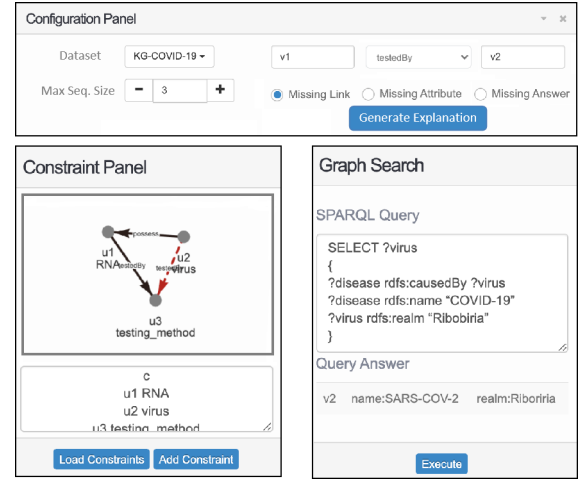 Configuration Panel
Dataset KG-COVID-19 v1 testedBy v2
Max Seq. Size 3 Missing Link Missing Attribute Missing Answer
Generate Explanation
Constraint Panel
possess
u1
RNA
testedBy
testedBy
u2
virus
u3
testing_method
c
u1 RNA
u2 virus
u3 testing_method
Load Constraints Add Constraint
Graph Search
SPARQL Query
SELECT ?virus
{
?disease rdfs:causedBy ?virus
?disease rdfs:name “COVID-19”
?virus rdfs:realm “Ribobiria”
}
Query Answer
v2 name:SARS-COV-2 realm:Riboriria
Execute